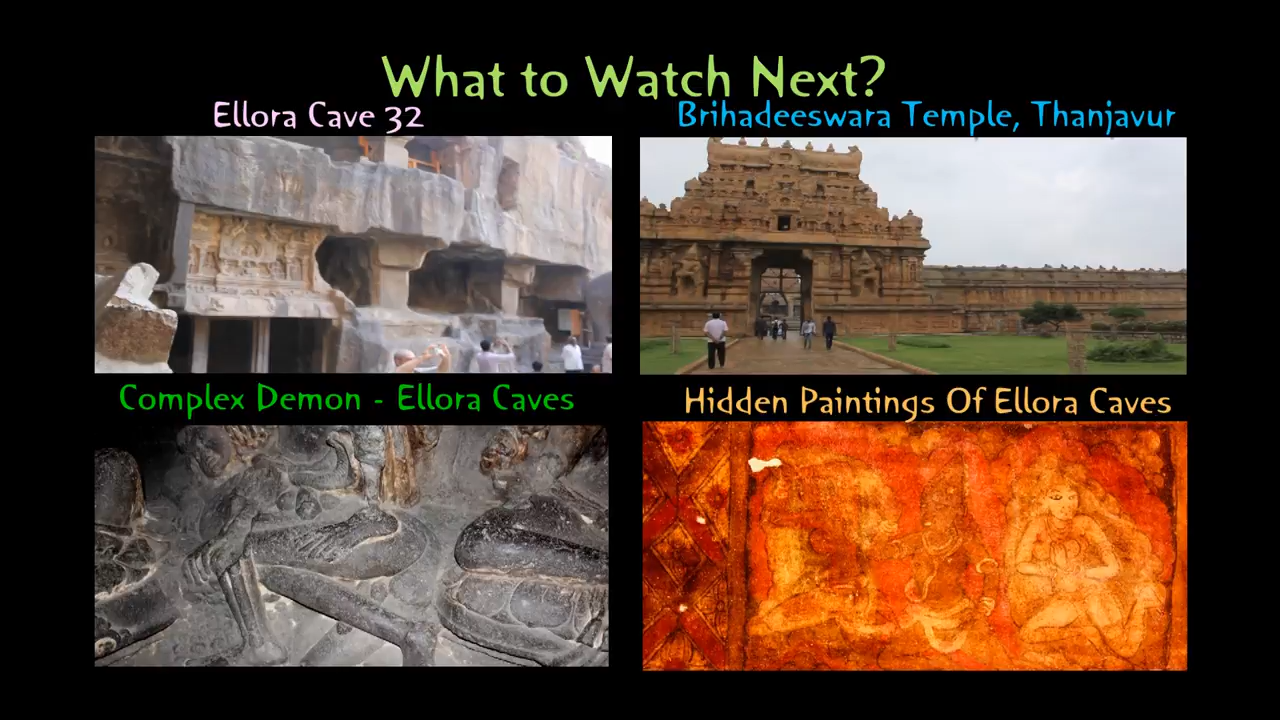 What to Watch Next?
Ellora Cave 32
Brihadeeswara Temple, Thanjavur
Complex Demon - Ellora Caves
Hidden Paintings Of Ellora Caves